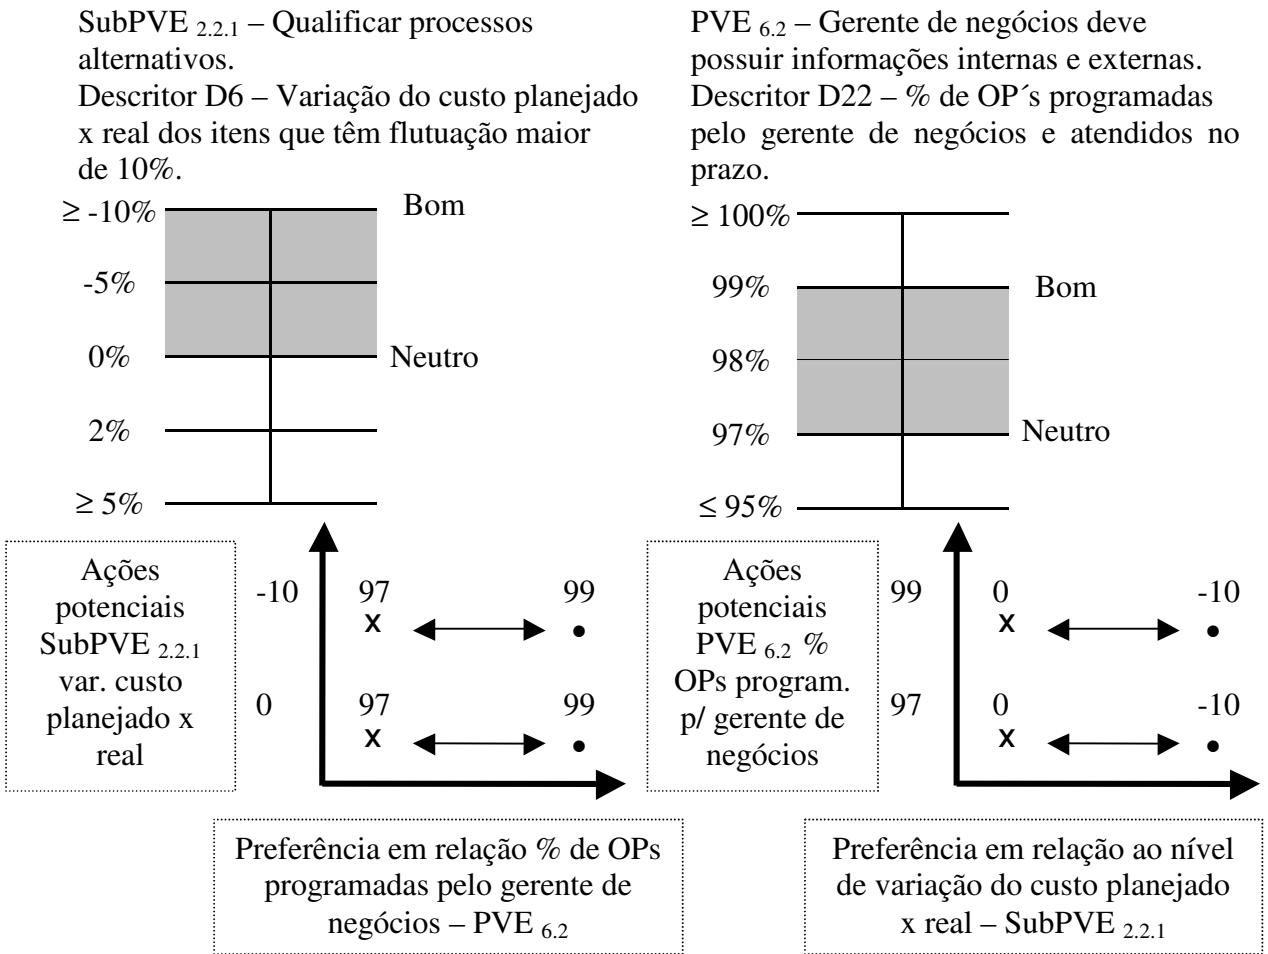 SubPVE 2.2.1 – Qualificar processos
alternativos.
Descritor D6 – Variação do custo planejado
x real dos itens que têm flutuação maior
de 10%.
≥ -10%
Bom
-5%
0%
Neutro
2%
≥ 5%
PVE 6.2 – Gerente de negócios deve
possuir informações internas e externas.
Descritor D22 – % de OP´s programadas
pelo gerente de negócios e atendidos no
prazo.
≥ 100%
99%
Bom
98%
97%
Neutro
≤ 95%
Ações
potenciais
SubPVE 2.2.1
var. custo
planejado x
real
-10
97
99
x
0
97
99
x
Preferência em relação % de OPs
programadas pelo gerente de
negócios – PVE 6.2
Ações
potenciais
PVE 6.2 %
OPs program.
p/ gerente de
negócios
99
0
-10
x
97
0
-10
x
Preferência em relação ao nível
de variação do custo planejado
x real – SubPVE 2.2.1